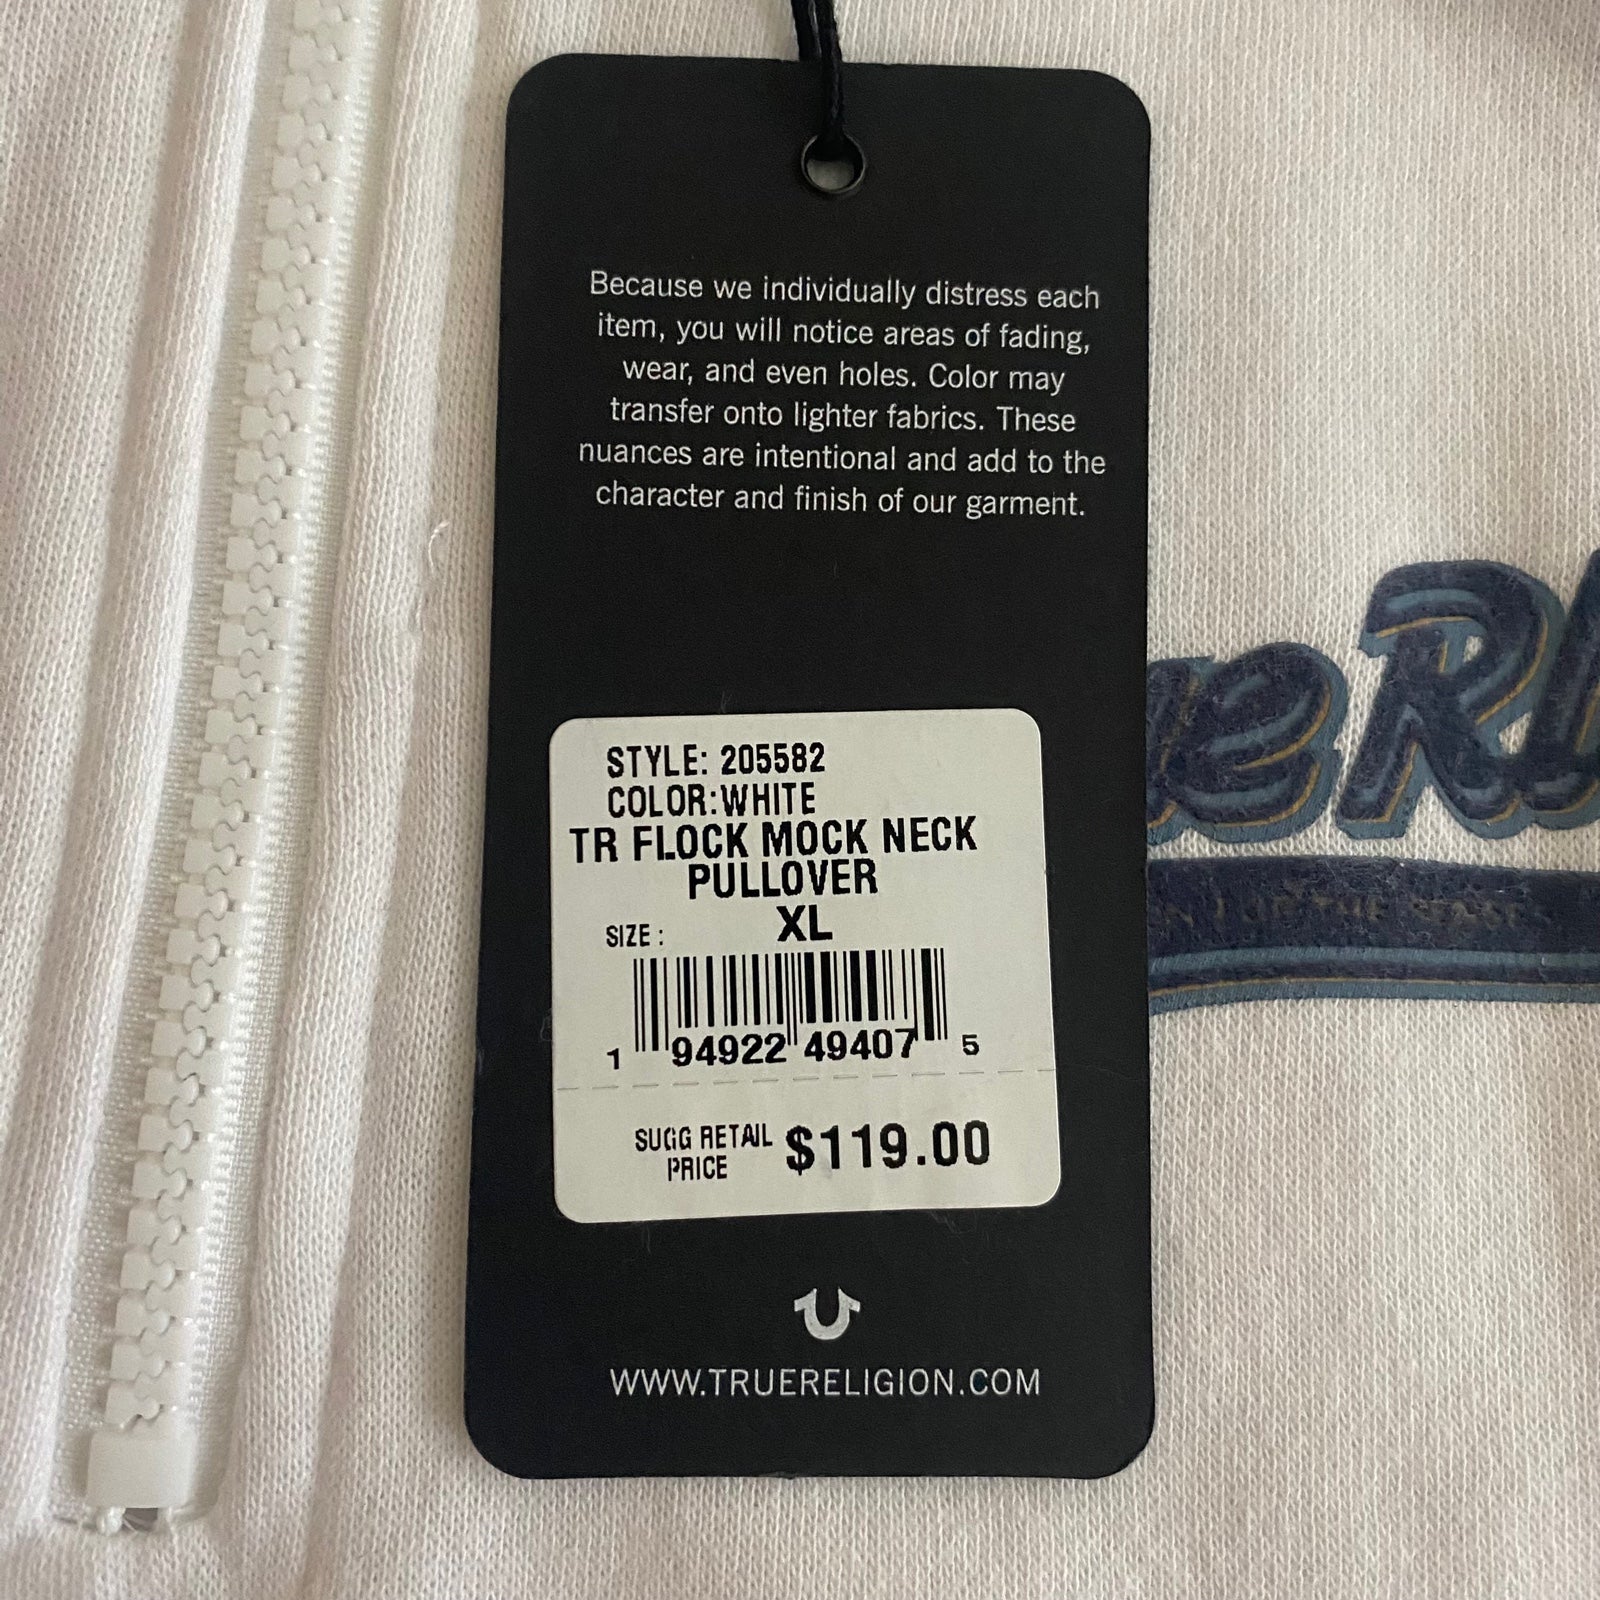 Because we individually distress each
item, you will notice areas of fading,
wear, and even holes. Color may
transfer onto lighter fabrics. These
nuances are intentional and add to the
character and finish of our garment.
STYLE: 205582
COLOR:WHITE
TR FLOCK MOCK NECK
PULLOVER
SIZE: XL
1 94922 49407 5
SUGG RETAIL
PRICE $119.00
WWW.TRUERELIGION.COM